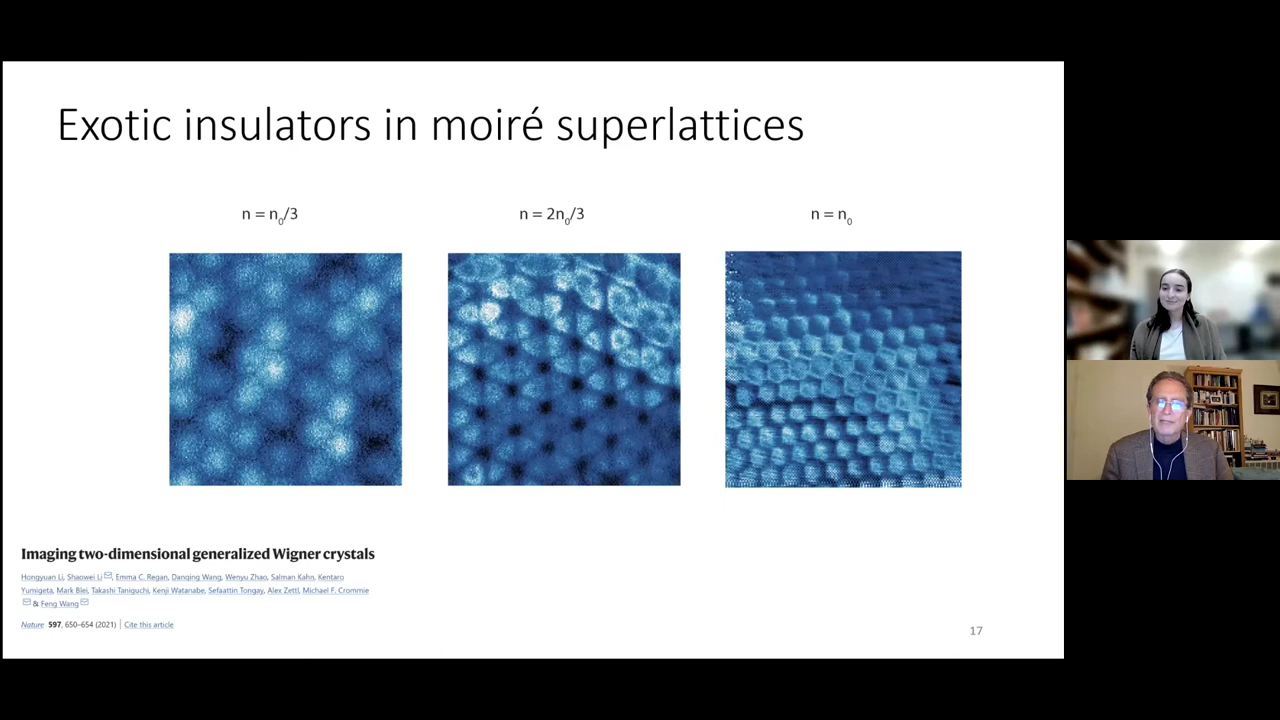 Exotic insulators in moiré superlattices
n = n₀/3
n = 2n₀/3
n = n₀
Imaging two-dimensional generalized Wigner crystals
Hongyuan Li, Shaowei Li, Emma C. Regan, Danqing Wang, Wenyu Zhao, Salman Kahn, Kentaro
Yumigeta, Mark Blei, Takashi Taniguchi, Kenji Watanabe, Sefaattin Tongay, Alex Zettl, Michael F. Crommie
& Feng Wang
Nature 597, 650–654 (2021) | Cite this article
17